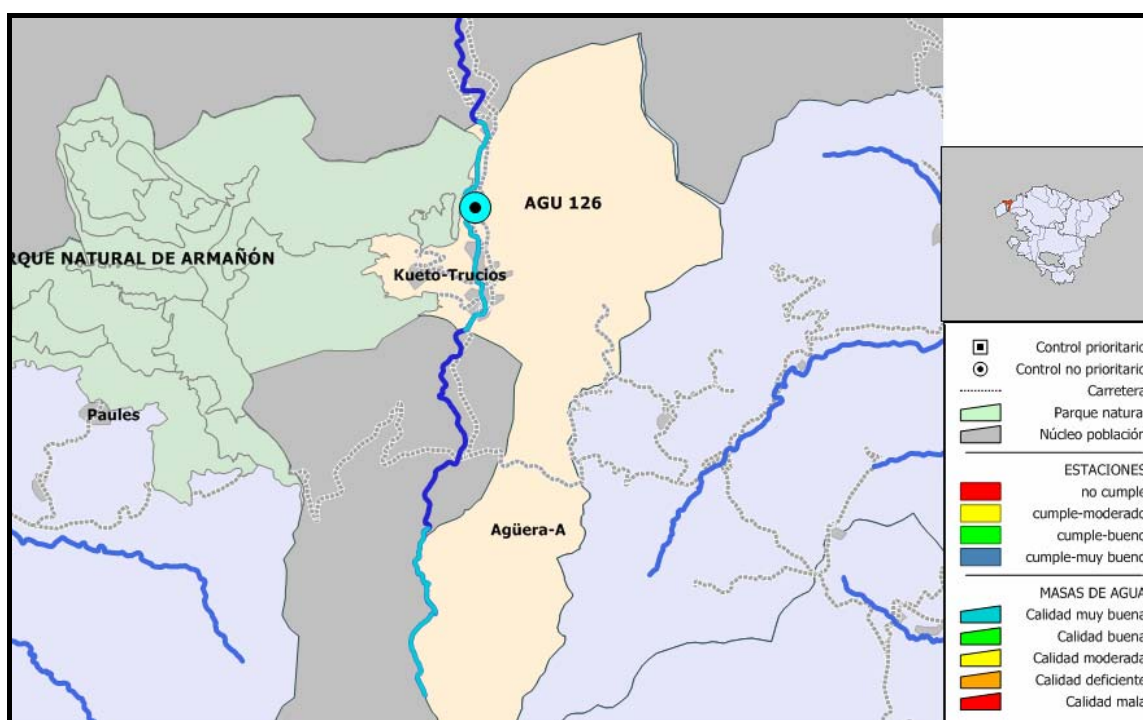 AGU 126
RQUE NATURAL DE ARMAÑÓN
Kueto-Trucios
Paules
Agüera-A
Control prioritario
Control no prioritario
Carretera
Parque natura
Núcleo población
ESTACIONES
no cumple
cumple-moderado
cumple-bueno
cumple-muy bueno
MASAS DE AGUA
Calidad muy buena
Calidad buena
Calidad moderada
Calidad deficiente
Calidad mala